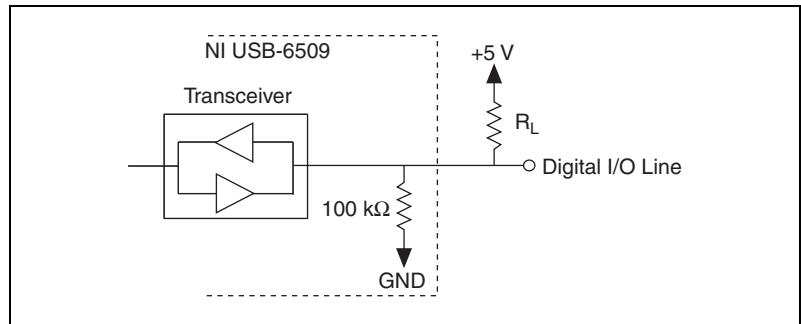 NI USB-6509
+5 V
Transceiver
RL
Digital I/O Line
100 kΩ
GND